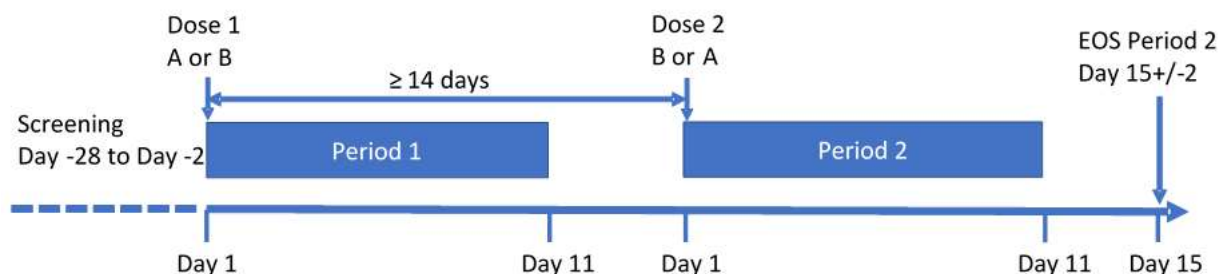 Dose 1
A or B
Dose 2
B or A
EOS Period 2
Day 15+/-2
≥ 14 days
Screening
Day -28 to Day -2
Period 1
Period 2
Day 1
Day 11
Day 1
Day 11
Day 15